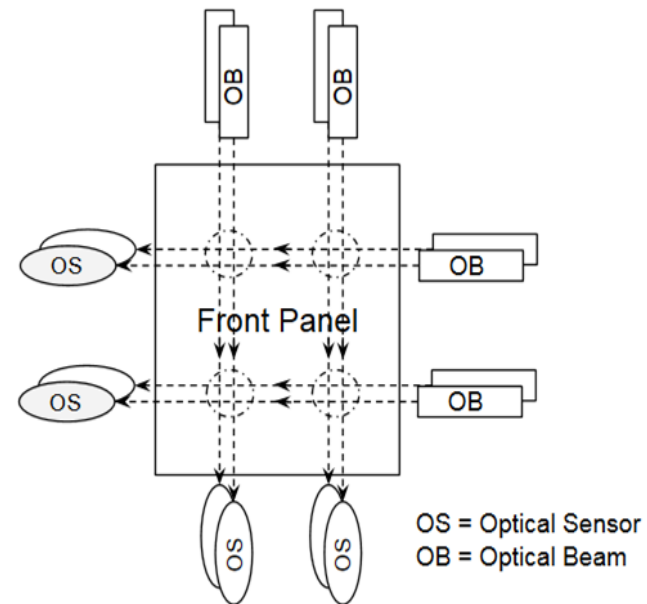 OB
OB
OS
OB
Front Panel
OS
OB
OS
OS
OS = Optical Sensor
OB = Optical Beam